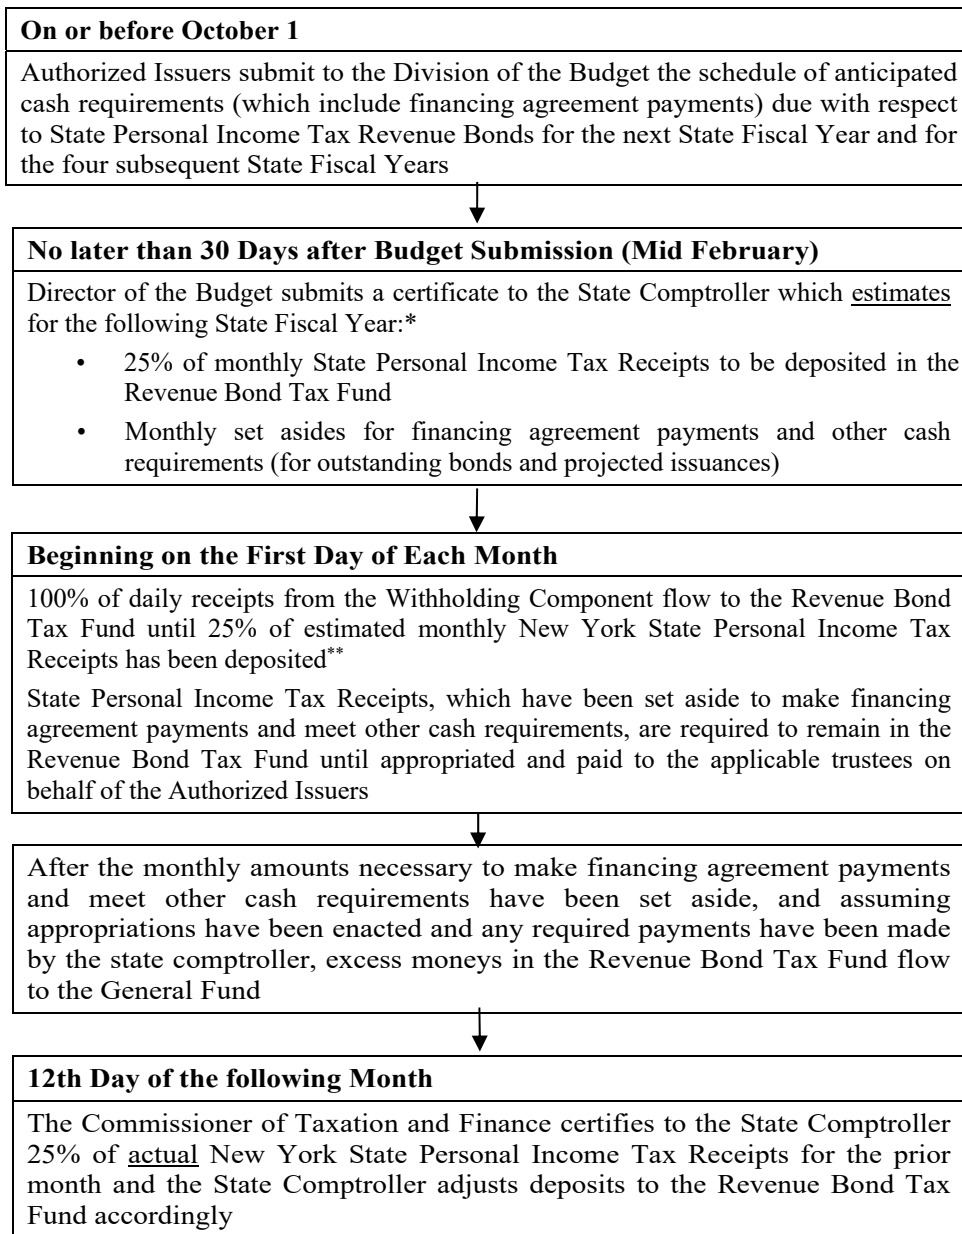 On or before October 1
Authorized Issuers submit to the Division of the Budget the schedule of anticipated
cash requirements (which include financing agreement payments) due with respect
to State Personal Income Tax Revenue Bonds for the next State Fiscal Year and for
the four subsequent State Fiscal Years
No later than 30 Days after Budget Submission (Mid February)
Director of the Budget submits a certificate to the State Comptroller which estimates
for the following State Fiscal Year:*
• 25% of monthly State Personal Income Tax Receipts to be deposited in the
Revenue Bond Tax Fund
• Monthly set asides for financing agreement payments and other cash
requirements (for outstanding bonds and projected issuances)
Beginning on the First Day of Each Month
100% of daily receipts from the Withholding Component flow to the Revenue Bond
Tax Fund until 25% of estimated monthly New York State Personal Income Tax
Receipts has been deposited**
State Personal Income Tax Receipts, which have been set aside to make financing
agreement payments and meet other cash requirements, are required to remain in the
Revenue Bond Tax Fund until appropriated and paid to the applicable trustees on
behalf of the Authorized Issuers
After the monthly amounts necessary to make financing agreement payments
and meet other cash requirements have been set aside, and assuming
appropriations have been enacted and any required payments have been made
by the state comptroller, excess moneys in the Revenue Bond Tax Fund flow
to the General Fund
12th Day of the following Month
The Commissioner of Taxation and Finance certifies to the State Comptroller
25% of actual New York State Personal Income Tax Receipts for the prior
month and the State Comptroller adjusts deposits to the Revenue Bond Tax
Fund accordingly